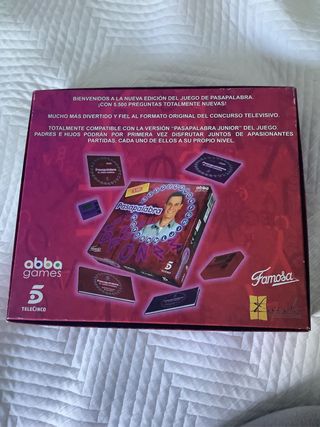 BIENVENIDOS A LA NUEVA EDICIÓN DEL JUEGO DE PASAPALABRA.
¡CON 5.500 PREGUNTAS TOTALMENTE NUEVAS!
MUCHO MÁS DIVERTIDO Y FIEL AL FORMATO ORIGINAL DEL CONCURSO TELEVISIVO.
TOTALMENTE COMPATIBLE CON LA VERSIÓN "PASAPALABRA JUNIOR" DEL JUEGO.
PADRES E HIJOS PODRÁN POR PRIMERA VEZ DISFRUTAR JUNTOS DE APASIONANTES
PARTIDAS, CADA UNO DE ELLOS A SU PROPIO NIVEL.
Pasapalabra
abba
abba
games
5
TELECINCO
5
Famosa